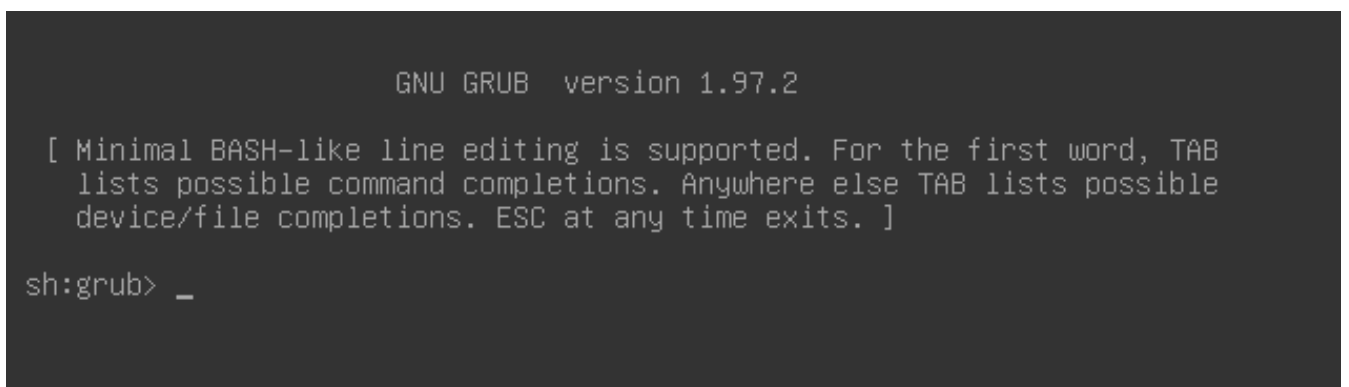 GNU GRUB  version 1.97.2
[ Minimal BASH-like line editing is supported. For the first word, TAB
lists possible command completions. Anywhere else TAB lists possible
device/file completions. ESC at any time exits. ]
sh:grub> _